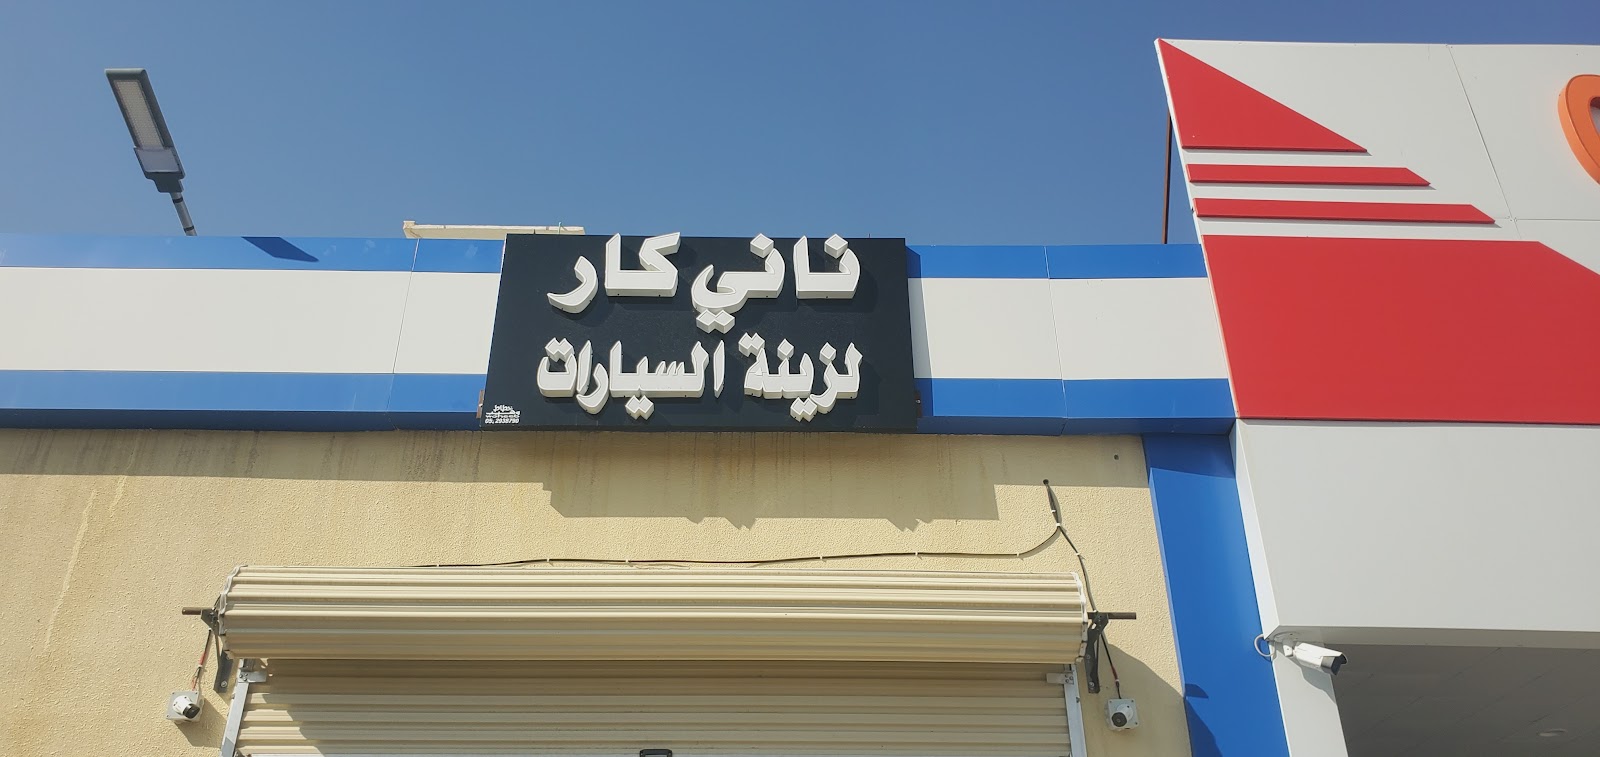 ناني كار
لزينة السيارات